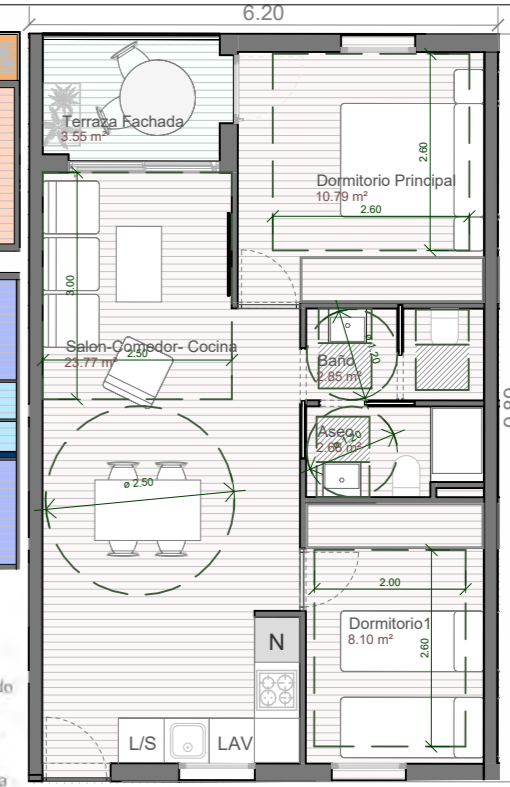 6.20
Terraza Fachada
3.55 m²
2.60
Dormitorio Principal
10.79 m²
2.60
3.00
Salon-Comedor- Cocina
23.77 m²
2.50
Baño
2.85 m²
Aseo
ø 2.50
2.00
Dormitorio1
8.10 m²
2.60
N
L/S
LAV